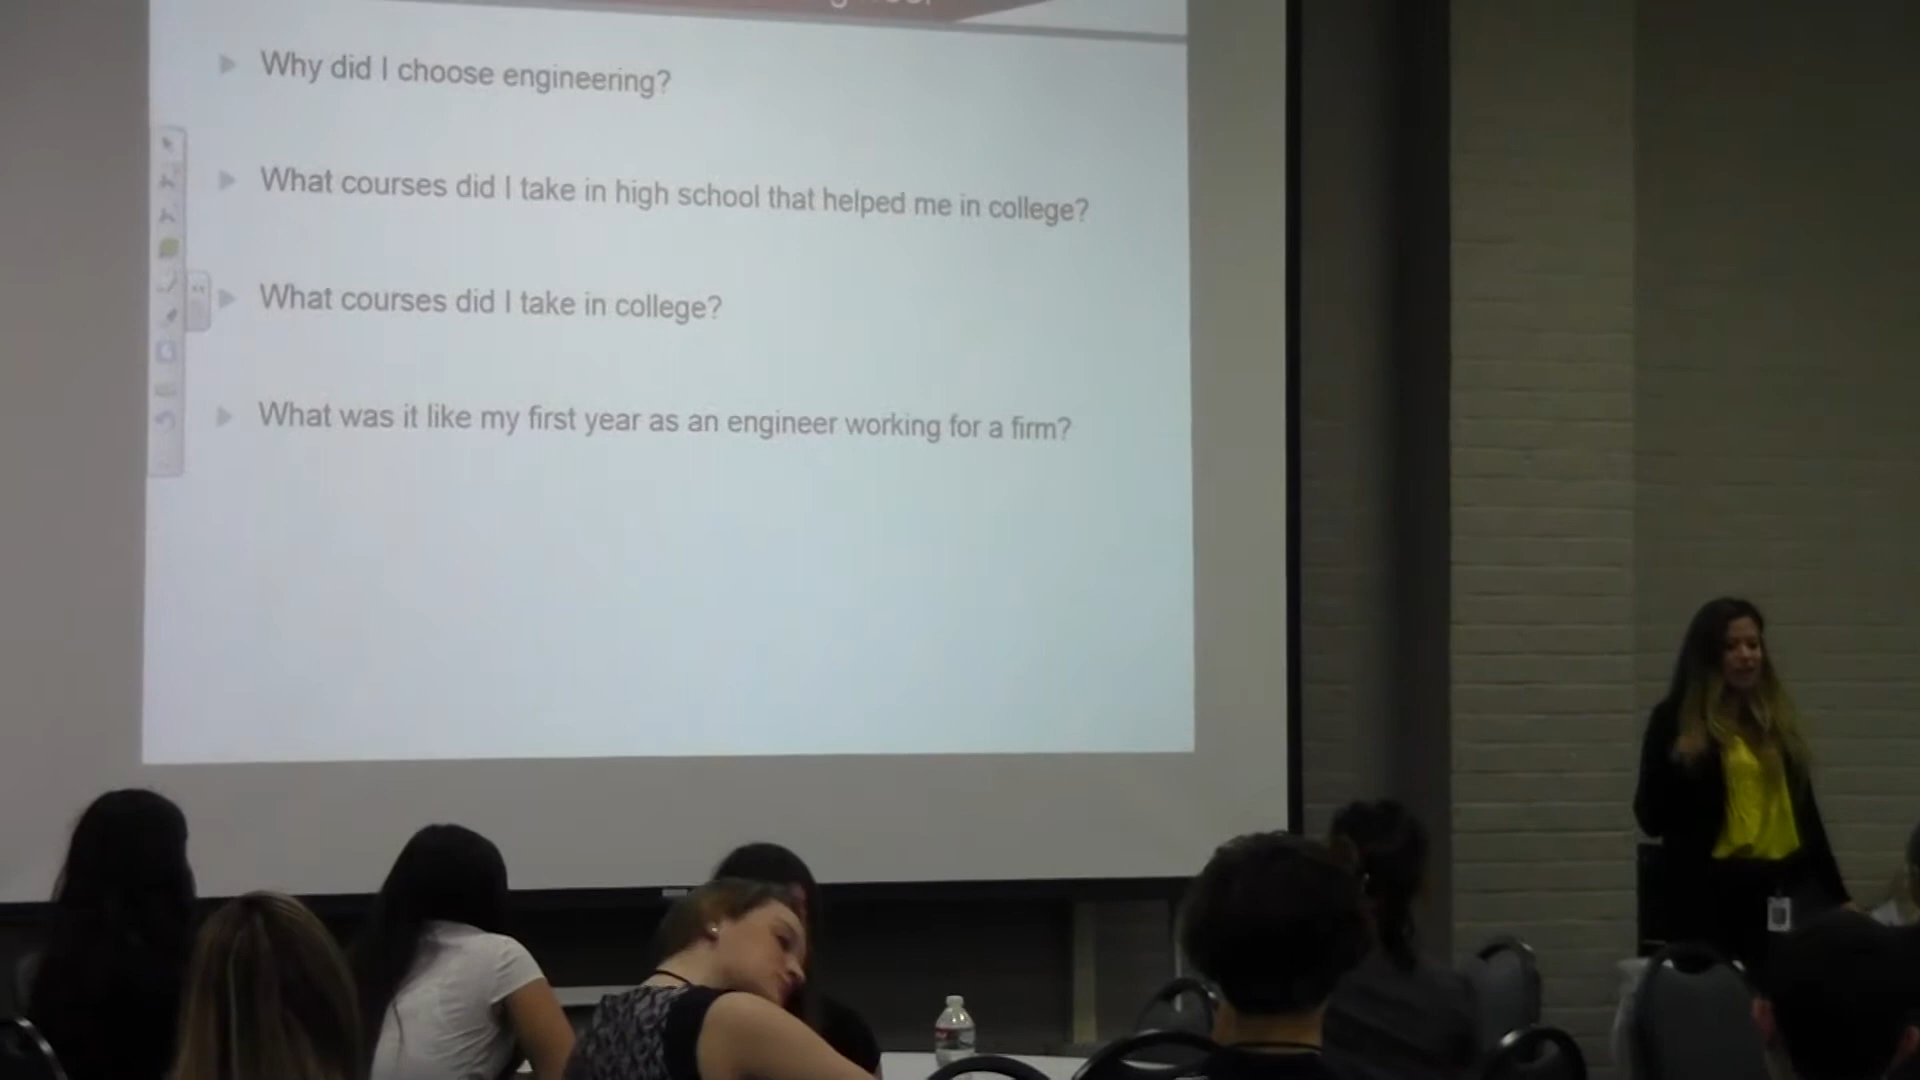 Why did I choose engineering?
What courses did I take in high school that helped me in college?
What courses did I take in college?
What was it like my first year as an engineer working for a firm?